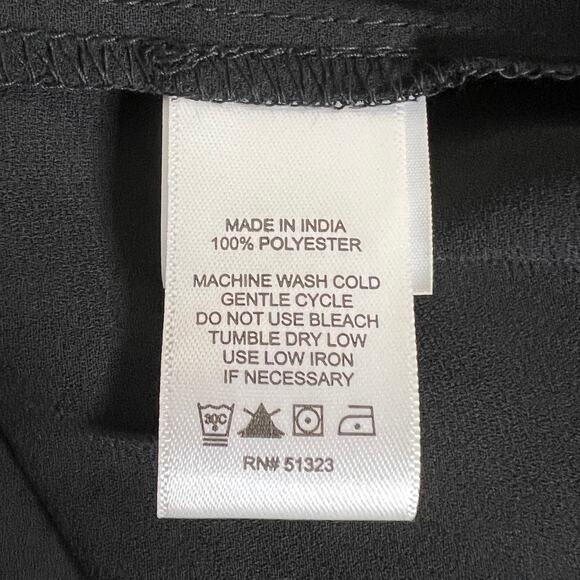 MADE IN INDIA
100% POLYESTER
MACHINE WASH COLD
GENTLE CYCLE
DO NOT USE BLEACH
TUMBLE DRY LOW
USE LOW IRON
IF NECESSARY
30C
RN# 51323